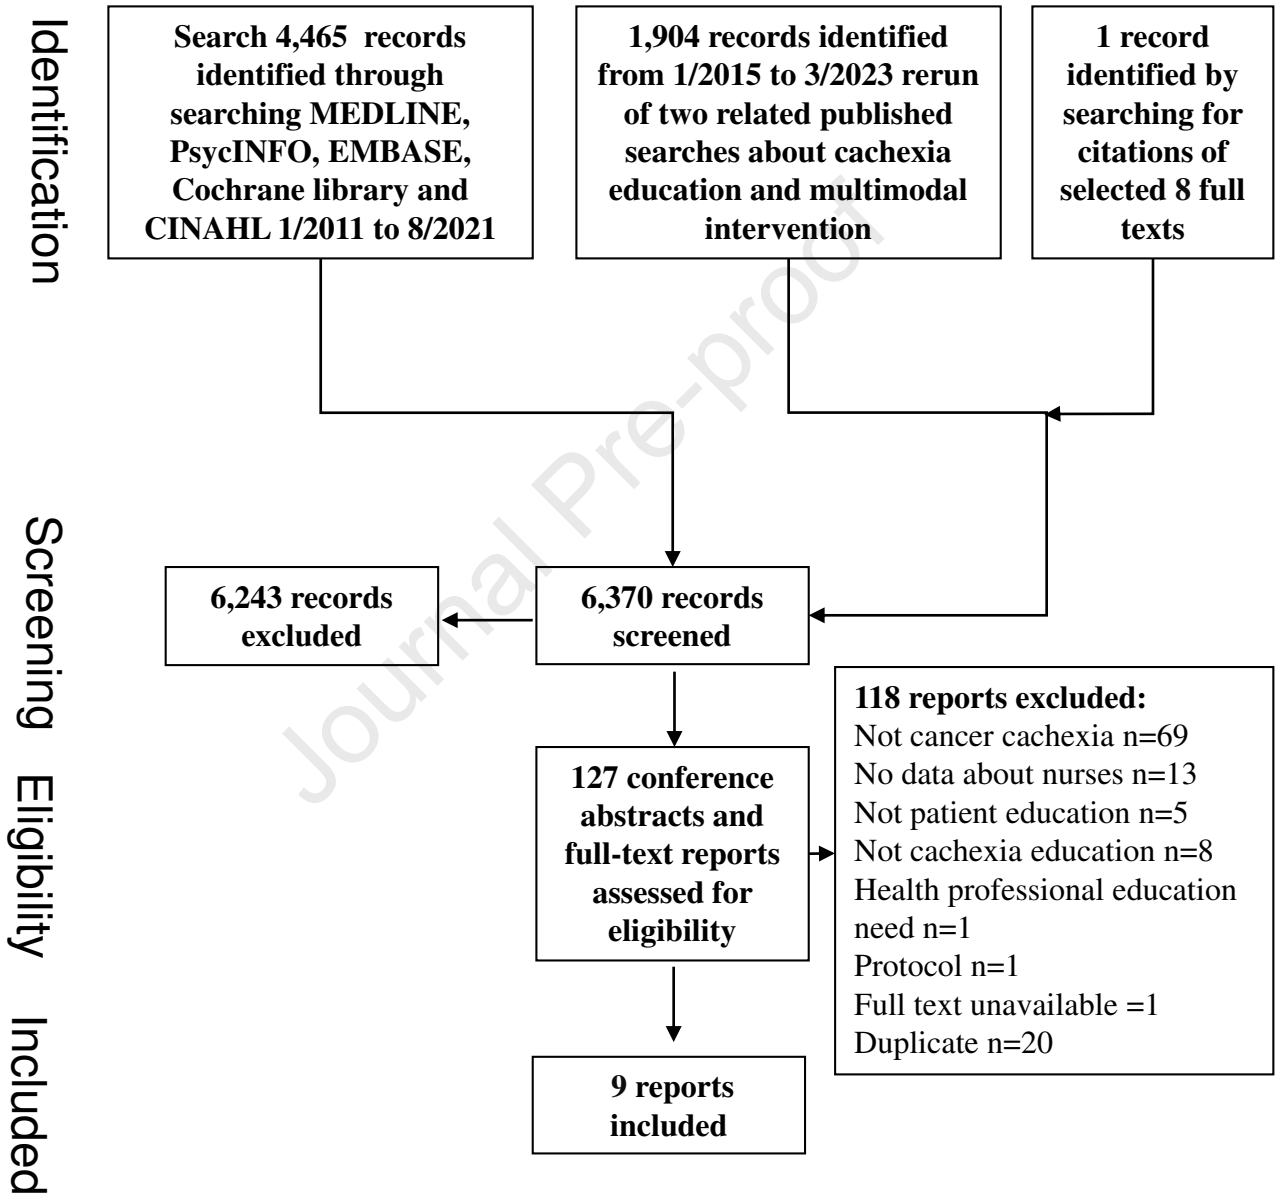 Identification
Search 4,465 records
identified through
searching MEDLINE,
PsycINFO, EMBASE,
Cochrane library and
CINAHL 1/2011 to 8/2021
1,904 records identified
from 1/2015 to 3/2023 rerun
of two related published
searches about cachexia
education and multimodal
intervention
1 record
identified by
searching for
citations of
selected 8 full
texts
Journal Pre-proof
Screening
6,243 records
excluded
6,370 records
screened
Eligibility
127 conference
abstracts and
full-text reports
assessed for
eligibility
118 reports excluded:
Not cancer cachexia n=69
No data about nurses n=13
Not patient education n=5
Not cachexia education n=8
Health professional education
need n=1
Protocol n=1
Full text unavailable =1
Duplicate n=20
Included
9 reports
included